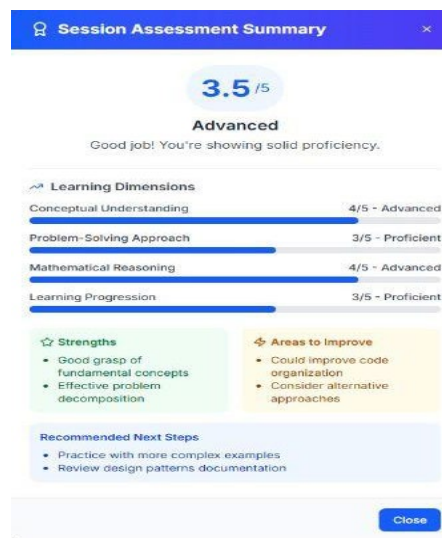 Session Assessment Summary ×
3.5 /5
Advanced
Good job! You're showing solid proficiency.
Learning Dimensions
Conceptual Understanding 4/5 - Advanced
Problem-Solving Approach 3/5 - Proficient
Mathematical Reasoning 4/5 - Advanced
Learning Progression 3/5 - Proficient
Strengths
• Good grasp of
fundamental concepts
• Effective problem
decomposition
Areas to Improve
• Could improve code
organization
• Consider alternative
approaches
Recommended Next Steps
• Practice with more complex examples
• Review design patterns documentation
Close